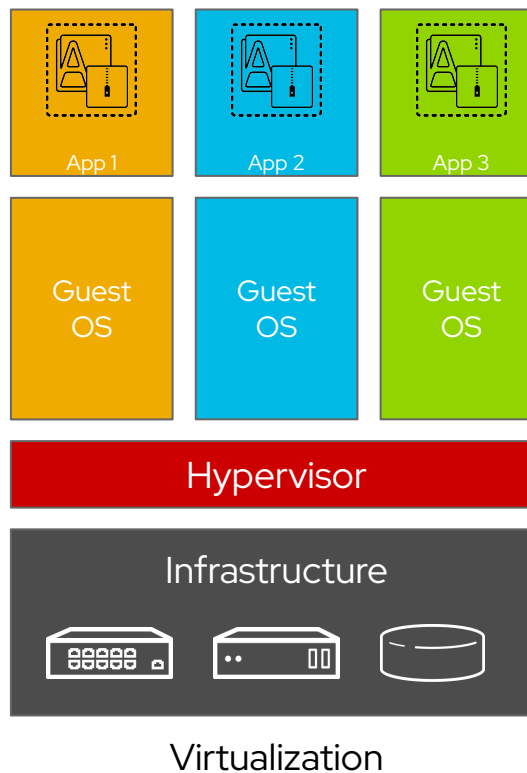 App 1
App 2
App 3
Guest
OS
Guest
OS
Guest
OS
Hypervisor
Infrastructure
Virtualization